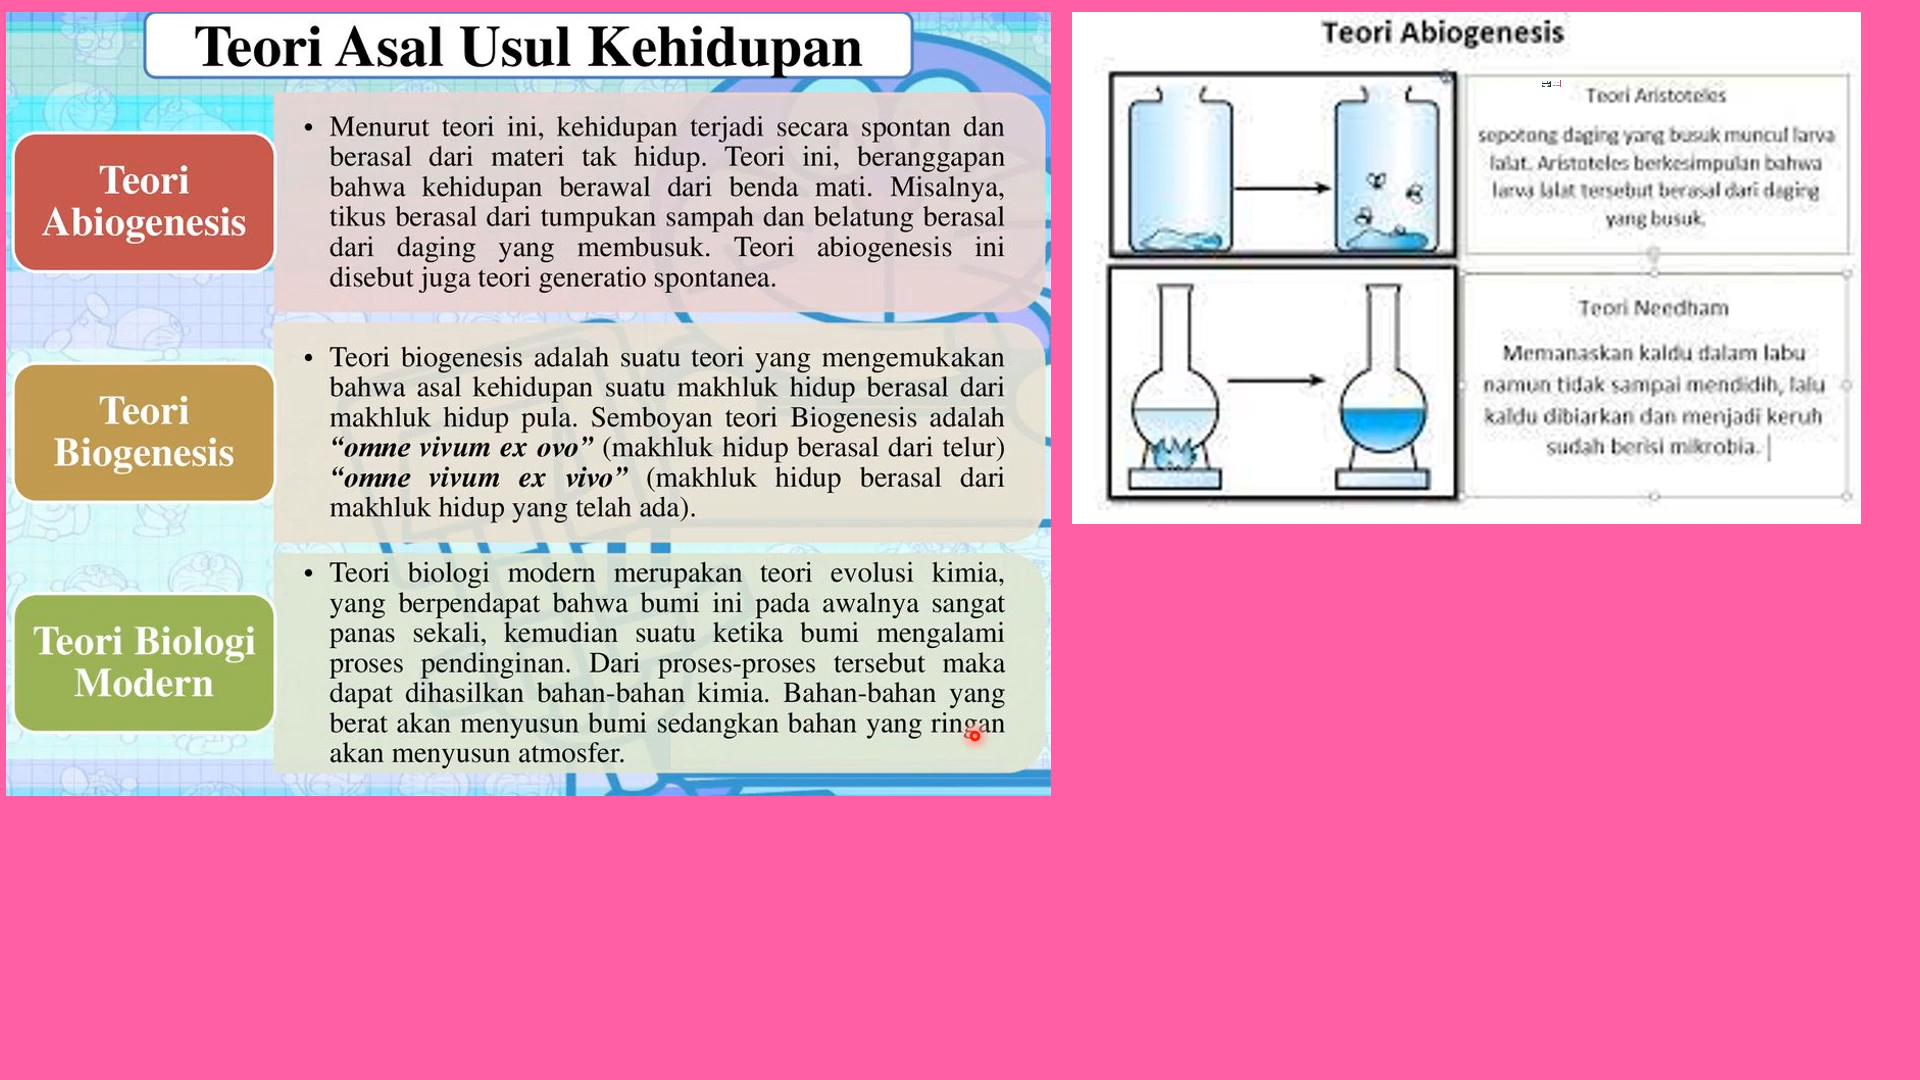 Teori Asal Usul Kehidupan
Teori
Abiogenesis
• Menurut teori ini, kehidupan terjadi secara spontan dan
berasal dari materi tak hidup. Teori ini, beranggapan
bahwa kehidupan berawal dari benda mati. Misalnya,
tikus berasal dari tumpukan sampah dan belatung berasal
dari daging yang membusuk. Teori abiogenesis ini
disebut juga teori generatio spontanea.
Teori
Biogenesis
• Teori biogenesis adalah suatu teori yang mengemukakan
bahwa asal kehidupan suatu makhluk hidup berasal dari
makhluk hidup pula. Semboyan teori Biogenesis adalah
“omne vivum ex ovo” (makhluk hidup berasal dari telur)
“omne vivum ex vivo” (makhluk hidup berasal dari
makhluk hidup yang telah ada).
Teori Biologi
Modern
• Teori biologi modern merupakan teori evolusi kimia,
yang berpendapat bahwa bumi ini pada awalnya sangat
panas sekali, kemudian suatu ketika bumi mengalami
proses pendinginan. Dari proses-proses tersebut maka
dapat dihasilkan bahan-bahan kimia. Bahan-bahan yang
berat akan menyusun bumi sedangkan bahan yang ringan
akan menyusun atmosfer.
Teori Abiogenesis
Teori Aristoteles
sepotong daging yang busuk muncul larva
lalat. Aristoteles berkesimpulan bahwa
larva lalat tersebut berasal dari daging
yang busuk.
Teori Needham
Memanaskan kaldu dalam labu
namun tidak sampai mendidih, lalu
kaldu dibiarkan dan menjadi keruh
sudah berisi mikrobia.